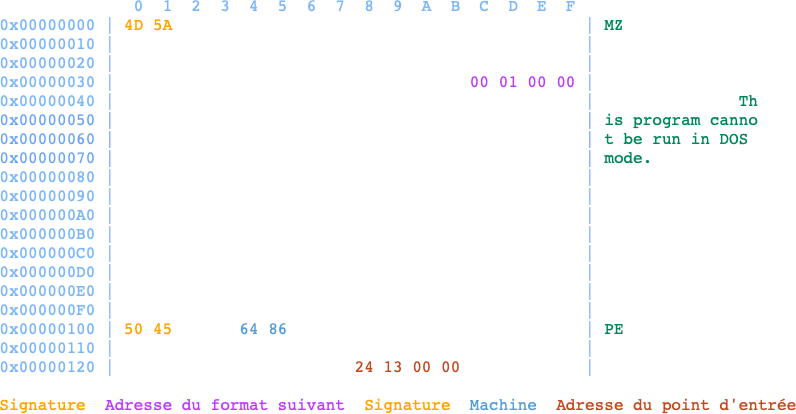 0 1 2 3 4 5 6 7 8 9 A B C D E F
0x00000000 | 4D 5A | MZ
0x00000010 | |
0x00000020 | |
0x00000030 | 00 01 00 00 |
0x00000040 | | Th
0x00000050 | | is program canno
0x00000060 | | t be run in DOS
0x00000070 | | mode.
0x00000080 | |
0x00000090 | |
0x000000A0 | |
0x000000B0 | |
0x000000C0 | |
0x000000D0 | |
0x000000E0 | |
0x000000F0 | |
0x00000100 | 50 45 64 86 | PE
0x00000110 | |
0x00000120 | 24 13 00 00 |
Signature Adresse du format suivant Signature Machine Adresse du point d'entrée